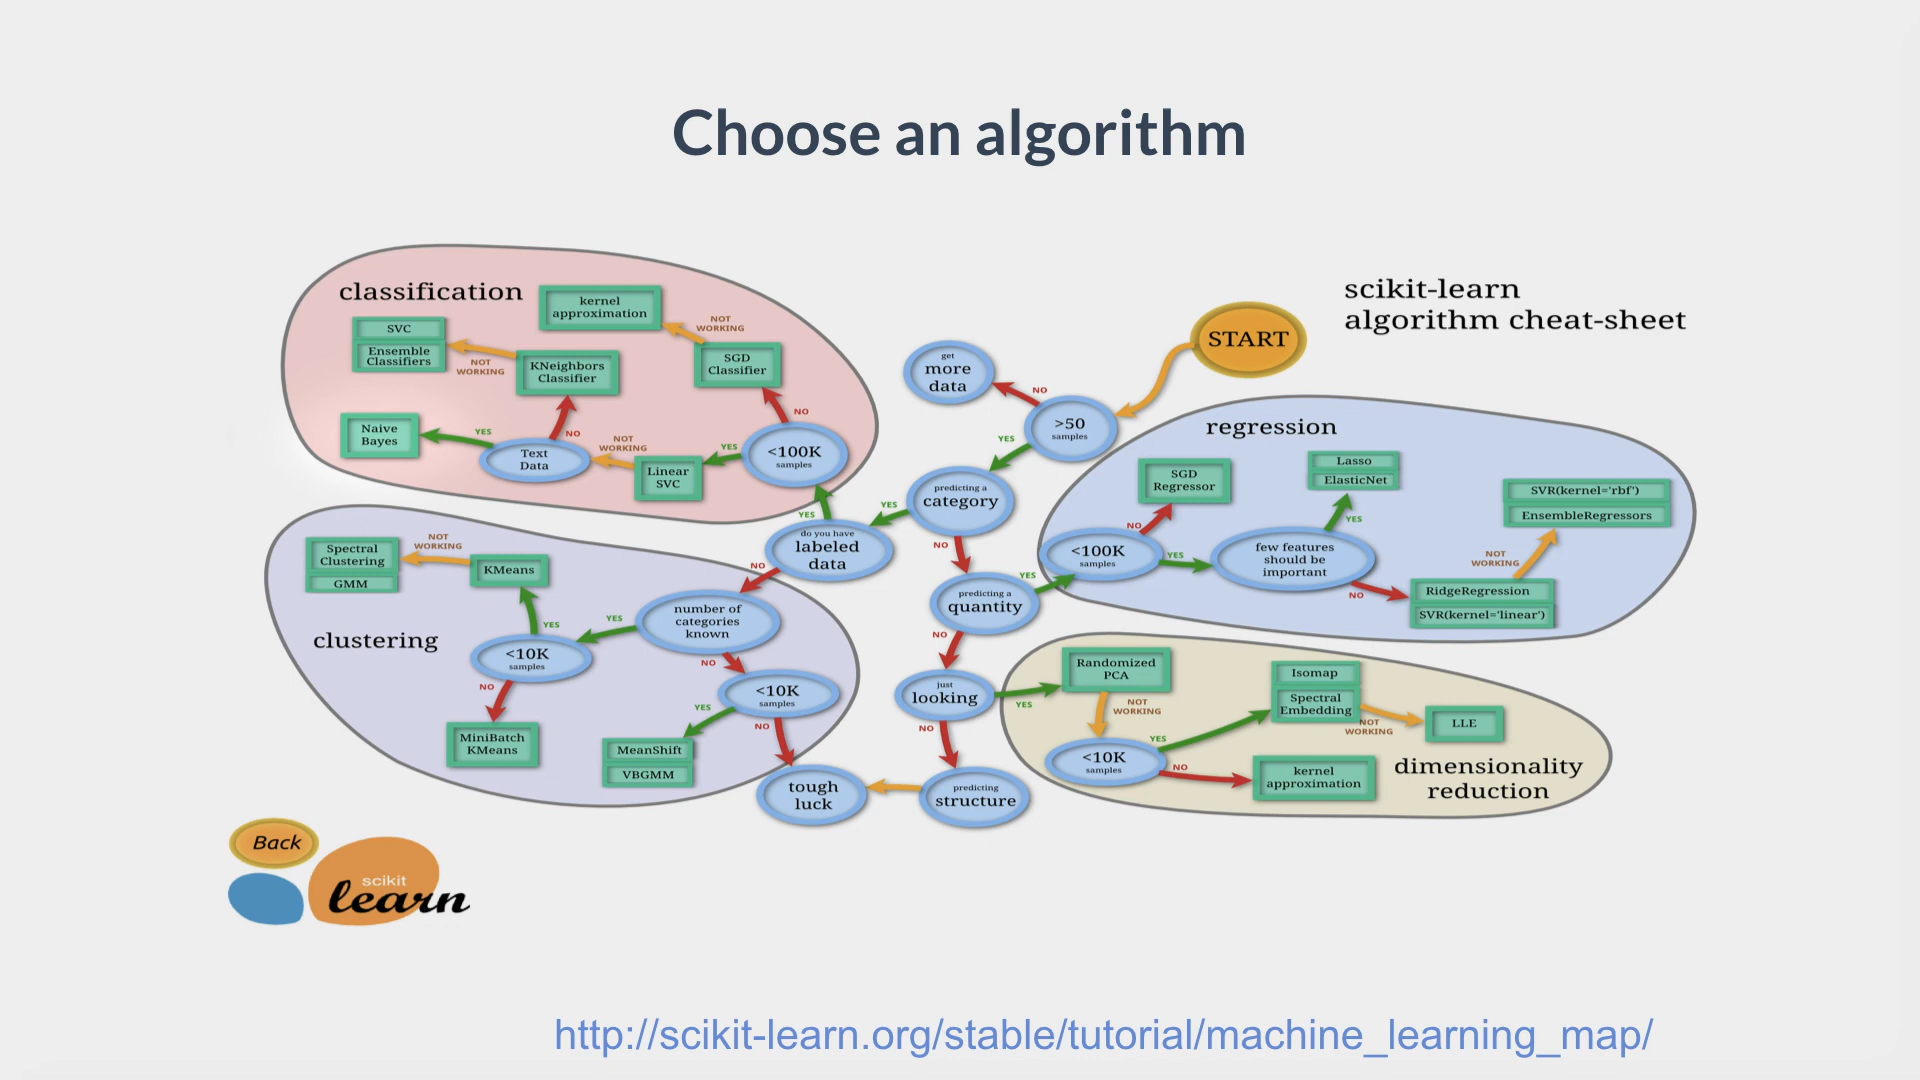 Choose an algorithm
scikit-learn
algorithm cheat-sheet
START
get
more
data
NO
>50
samples
YES
predicting a
category
YES
NO
do you have
labeled
data
YES
NO
predicting a
quantity
YES
NO
just
looking
YES
NO
predicting
structure
tough
luck
classification
kernel
approximation
NOT
WORKING
SGD
Classifier
NO
<100K
samples
YES
Linear
SVC
NOT
WORKING
Text
Data
YES
NO
Naive
Bayes
KNeighbors
Classifier
NOT
WORKING
SVC
Ensemble
Classifiers
clustering
number of
categories
known
YES
NO
<10K
samples
YES
NO
KMeans
NOT
WORKING
Spectral
Clustering
GMM
MiniBatch
KMeans
<10K
samples
YES
NO
MeanShift
VBGMM
regression
<100K
samples
NO
YES
SGD
Regressor
few features
should be
important
YES
NO
Lasso
ElasticNet
RidgeRegression
SVR(kernel='linear')
NOT
WORKING
SVR(kernel='rbf')
EnsembleRegressors
dimensionality
reduction
Randomized
PCA
NOT
WORKING
<10K
samples
YES
NO
Isomap
Spectral
Embedding
NOT
WORKING
LLE
kernel
approximation
Back
scikit
learn
http://scikit-learn.org/stable/tutorial/machine_learning_map/